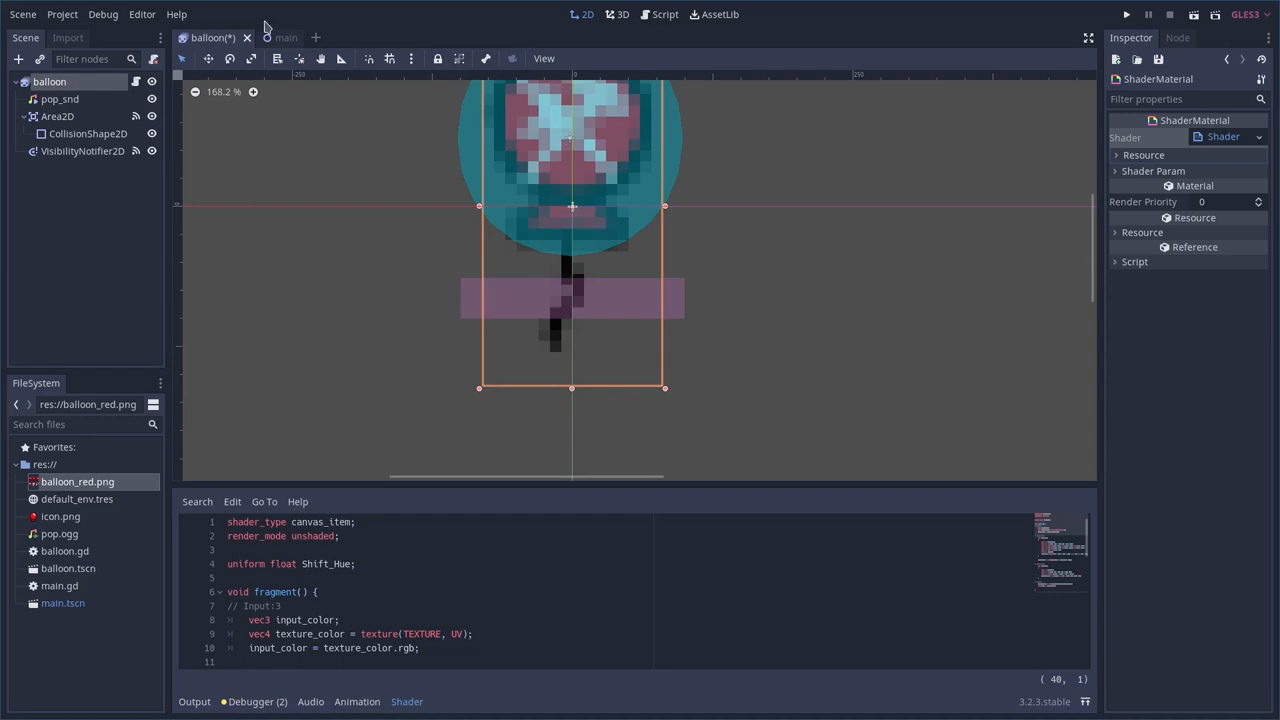 Scene Project Debug Editor Help 2D 3D Script AssetLib GLES3
Scene Import balloon(*) main Inspector Node
Filter nodes View
balloon -250 0 250 ShaderMaterial
pop_snd 168.2 % Filter properties
Area2D ShaderMaterial
CollisionShape2D Shader Shader
VisibilityNotifier2D Resource
Shader Param
Material
Render Priority 0
Resource
Resource
Reference
Script
FileSystem
res://balloon_red.png
Search files
Favorites:
res://
balloon_red.png
default_env.tres
icon.png
pop.ogg
balloon.gd
balloon.tscn
main.gd
main.tscn
Search Edit Go To Help
1 shader_type canvas_item;
2 render_mode unshaded;
3
4 uniform float Shift_Hue;
5
6 void fragment() {
7 // Input:3
8 vec3 input_color;
9 vec4 texture_color = texture(TEXTURE, UV);
10 input_color = texture_color.rgb;
11
( 40, 1)
Output Debugger (2) Audio Animation Shader 3.2.3.stable